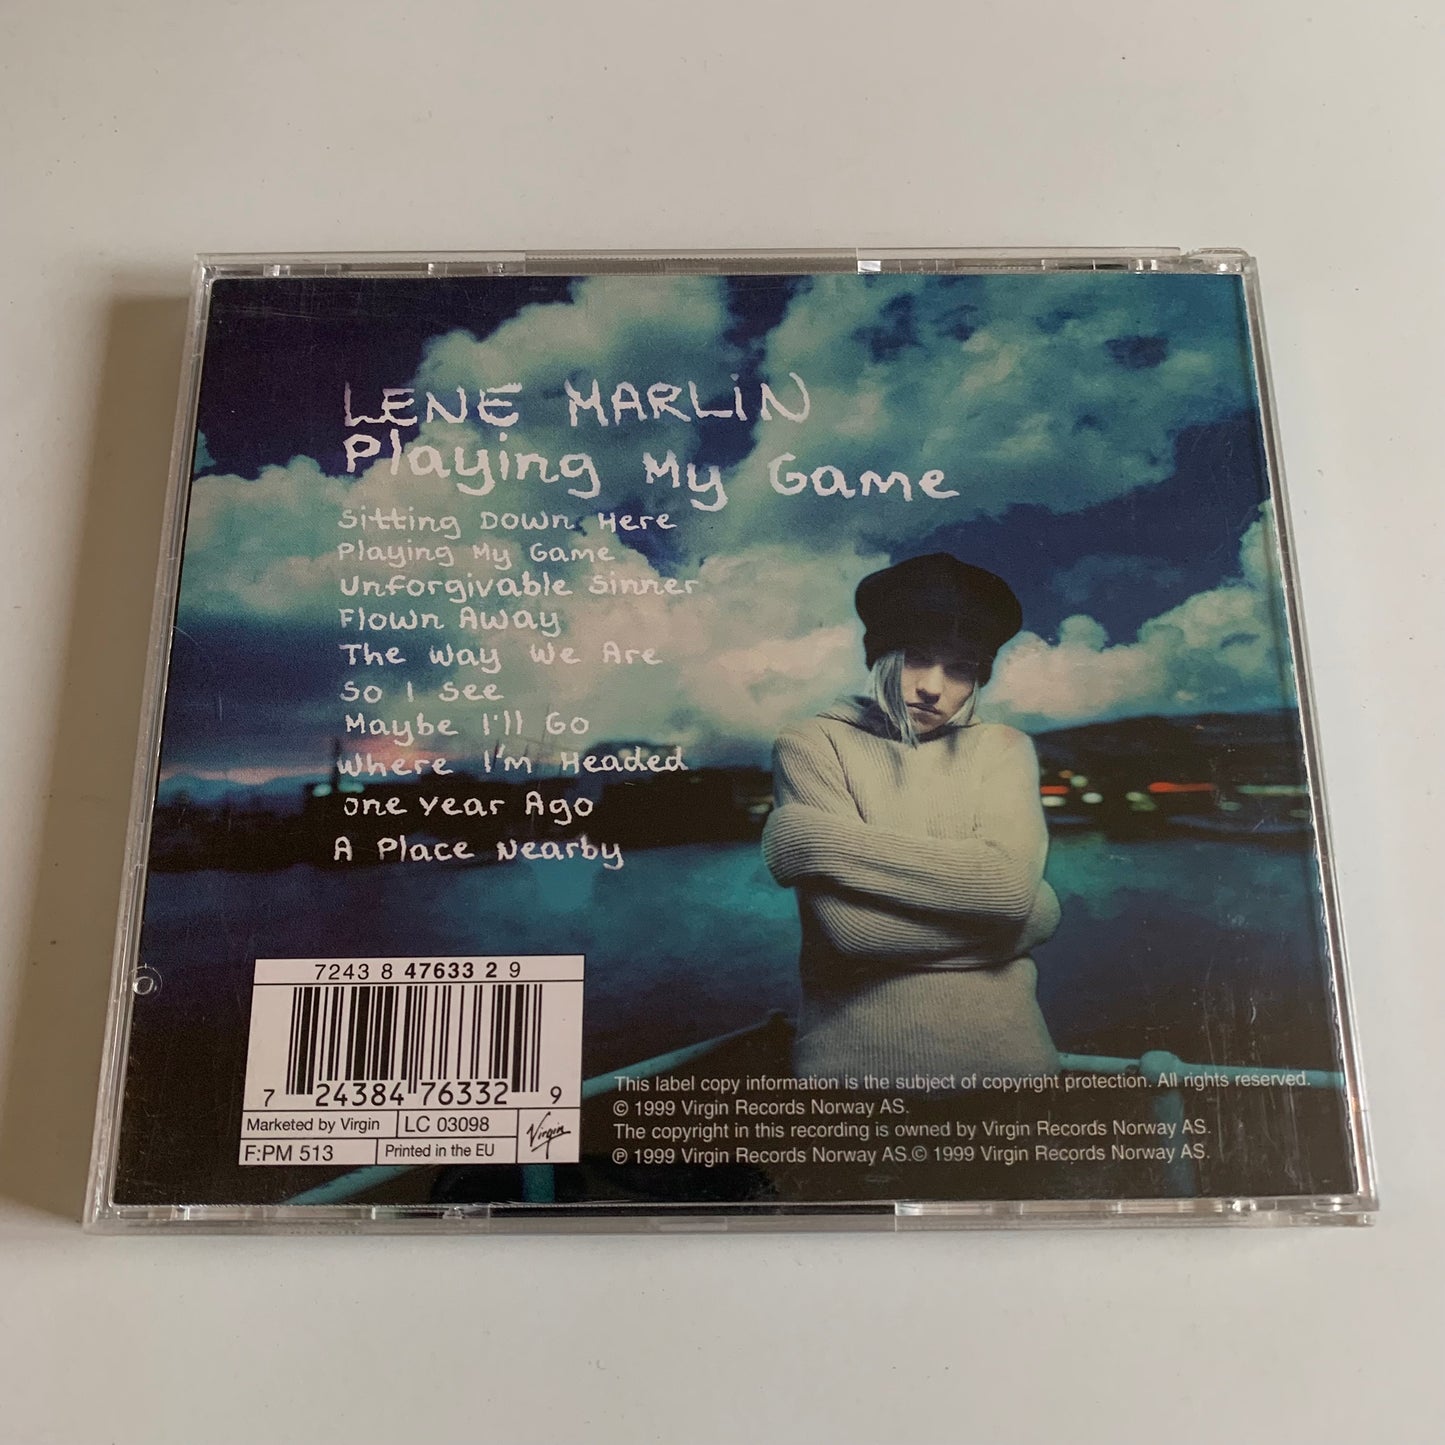 LENE MARLiN
Playing My Game
Sitting Down Here
Playing My Game
Unforgivable Sinner
Flown Away
The Way We Are
So I See
Maybe I'll Go
Where I'm Headed
One Year Ago
A Place Nearby
7243 8 47633 2 9
7 24384 76332 9
Marketed by Virgin
LC 03098
F:PM 513
Printed in the EU
Virgin
This label copy information is the subject of copyright protection. All rights reserved.
© 1999 Virgin Records Norway AS.
The copyright in this recording is owned by Virgin Records Norway AS.
℗ 1999 Virgin Records Norway AS.© 1999 Virgin Records Norway AS.